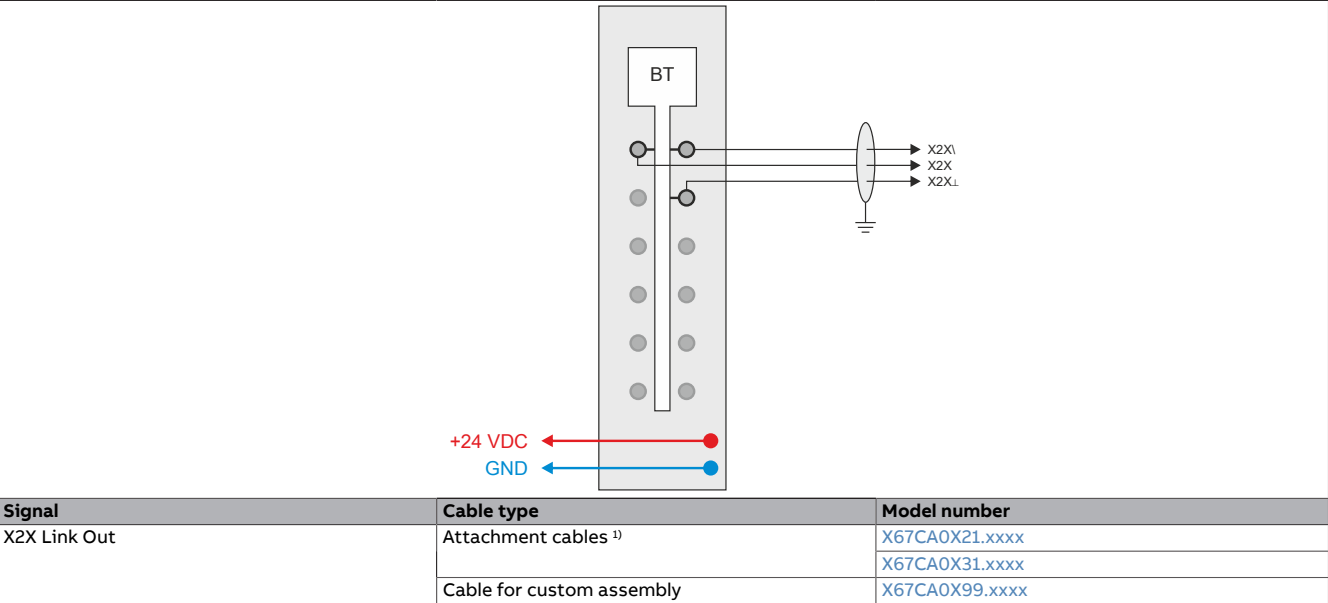 BT
X2X\
X2X
X2X⊥
+24 VDC
GND
Signal Cable type Model number
X2X Link Out Attachment cables 1) X67CA0X21.xxxx
X67CA0X31.xxxx
Cable for custom assembly X67CA0X99.xxxx